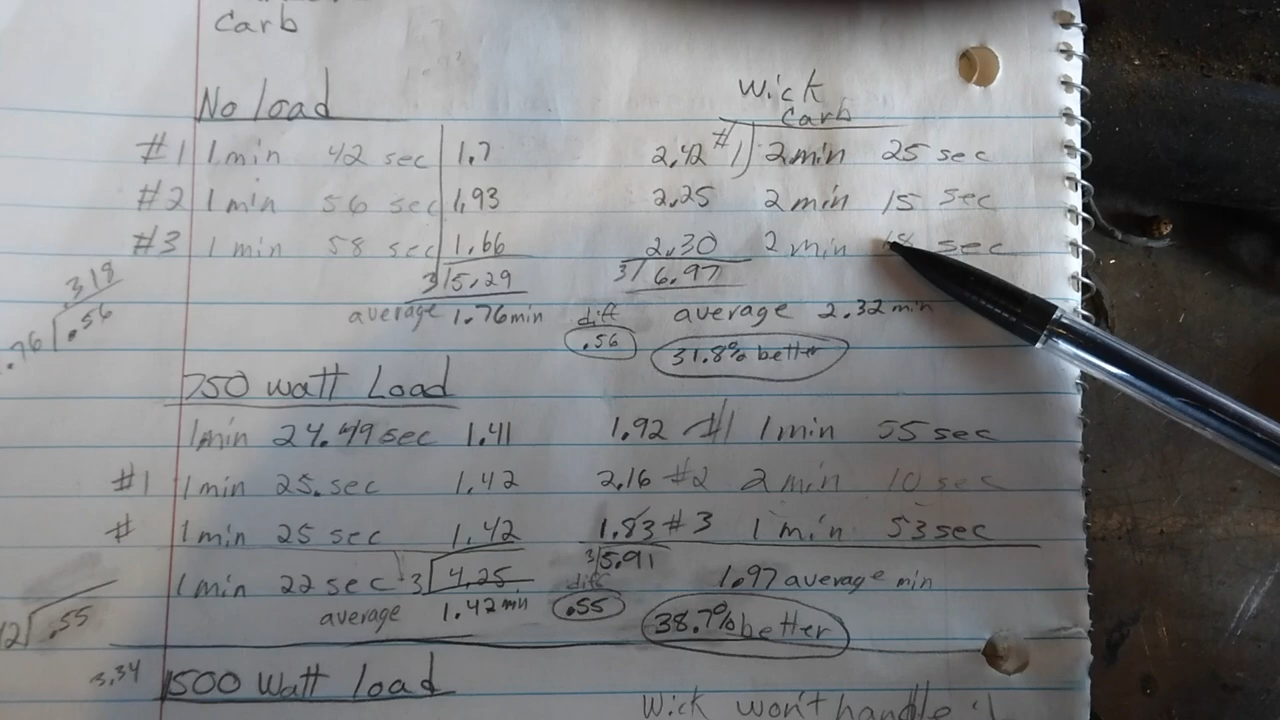 Carb
No load
Wick
Carb
#1 1 min 42 sec 1.7 2.42 #1 2 min 25 sec
#2 1 min 56 sec 1.93 2.25 2 min 15 sec
#3 1 min 58 sec 1.66 2.30 2 min 18 sec
3 5.29 3 6.97
.318
.76 .56
average 1.76 min diff average 2.32 min
.56 31.8% better
750 watt Load
1 min 24.49 sec 1.41 1.92 #1 1 min 55 sec
#1 1 min 25. sec 1.42 2.16 #2 2 min 10 sec
# 1 min 25 sec 1.42 1.83 #3 1 min 53 sec
3 5.91
1 min 22 sec 3 4.25 diff 1.97 average min
average 1.42 min .55 38.7% better
42 .55
3.34 1500 Watt load
Wick won't handle